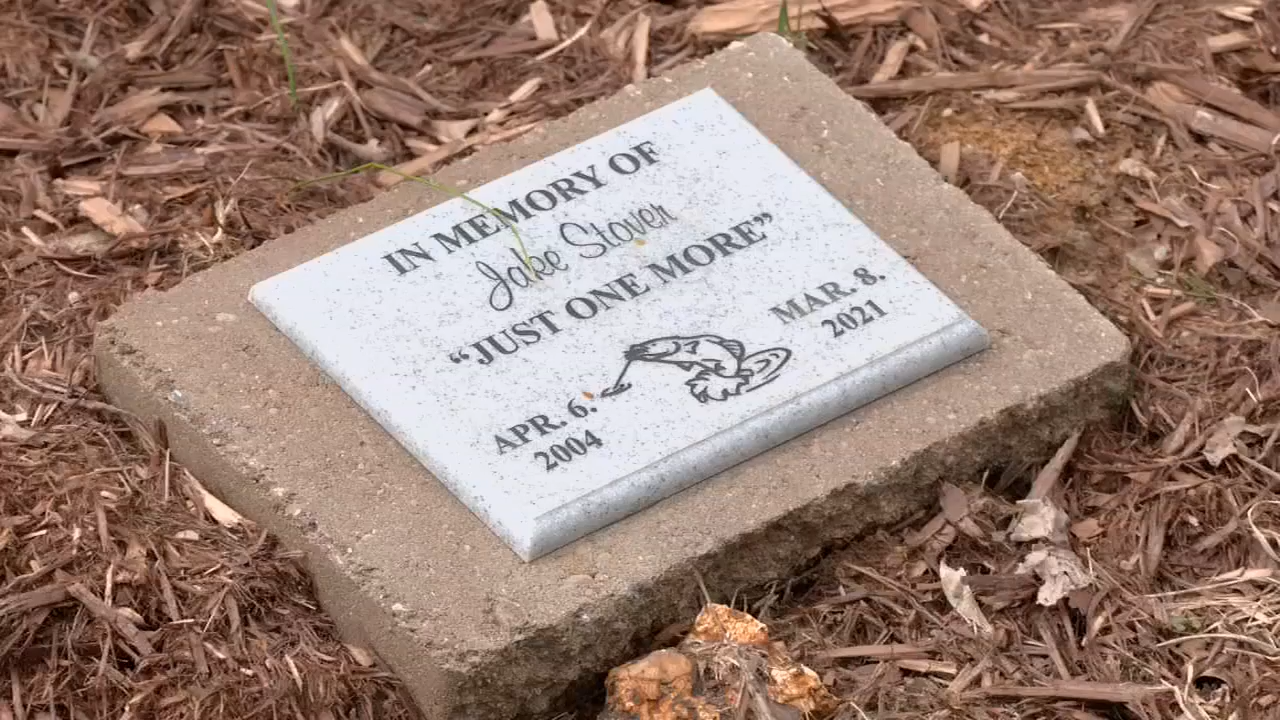 IN MEMORY OF
Jake Stover
“JUST ONE MORE”
APR. 6.
2004
MAR. 8.
2021